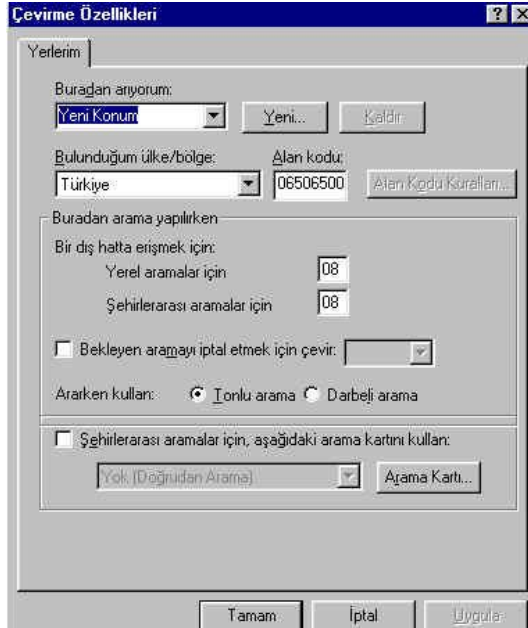 Çevirme Özellikleri
Yerlerim
Buradan arıyorum:
Yeni Konum Yeni... Kaldır
Bulunduğum ülke/bölge: Alan kodu:
Türkiye 06506500 Alan Kodu Kuralları...
Buradan arama yapılırken
Bir dış hatta erişmek için:
Yerel aramalar için 08
Şehirlerarası aramalar için 08
Bekleyen aramayı iptal etmek için çevir:
Ararken kullan: Tonlu arama Darbeli arama
Şehirlerarası aramalar için, aşağıdaki arama kartını kullan:
Yok (Doğrudan Arama) Arama Kartı...
Tamam İptal Uygula